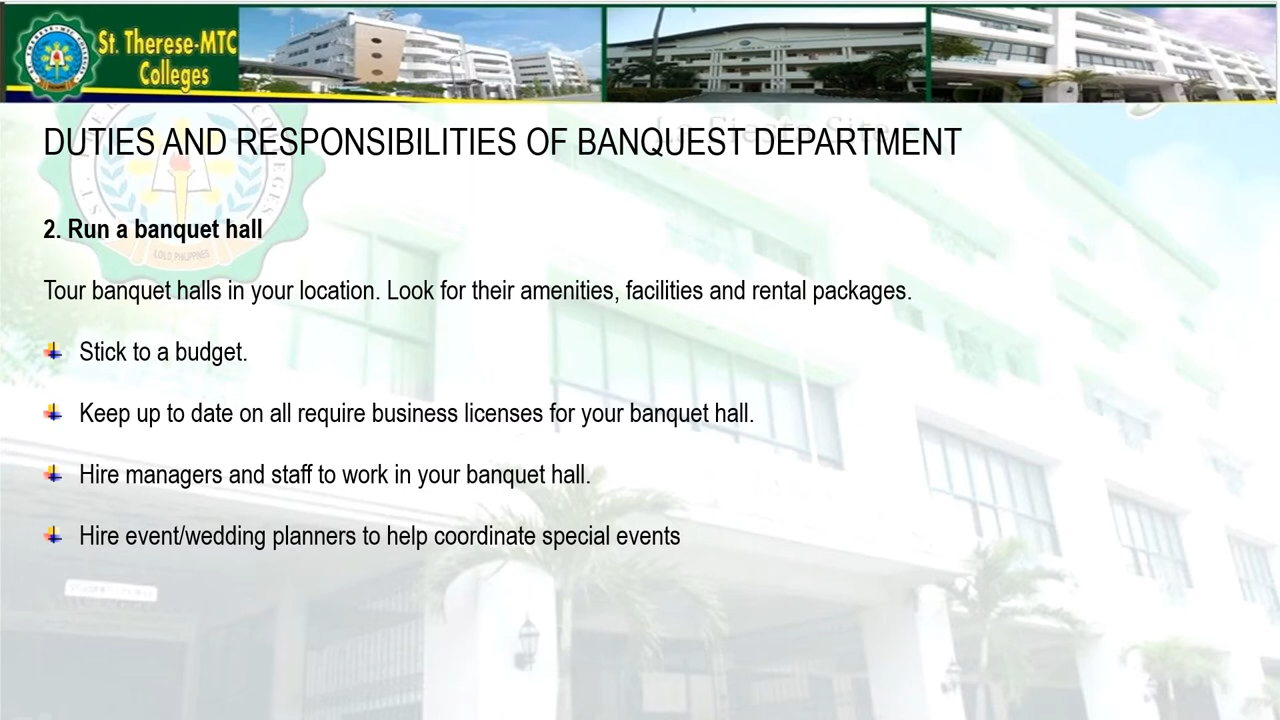 St. Therese-MTC
Colleges
DUTIES AND RESPONSIBILITIES OF BANQUEST DEPARTMENT
2. Run a banquet hall
Tour banquet halls in your location. Look for their amenities, facilities and rental packages.
Stick to a budget.
Keep up to date on all require business licenses for your banquet hall.
Hire managers and staff to work in your banquet hall.
Hire event/wedding planners to help coordinate special events